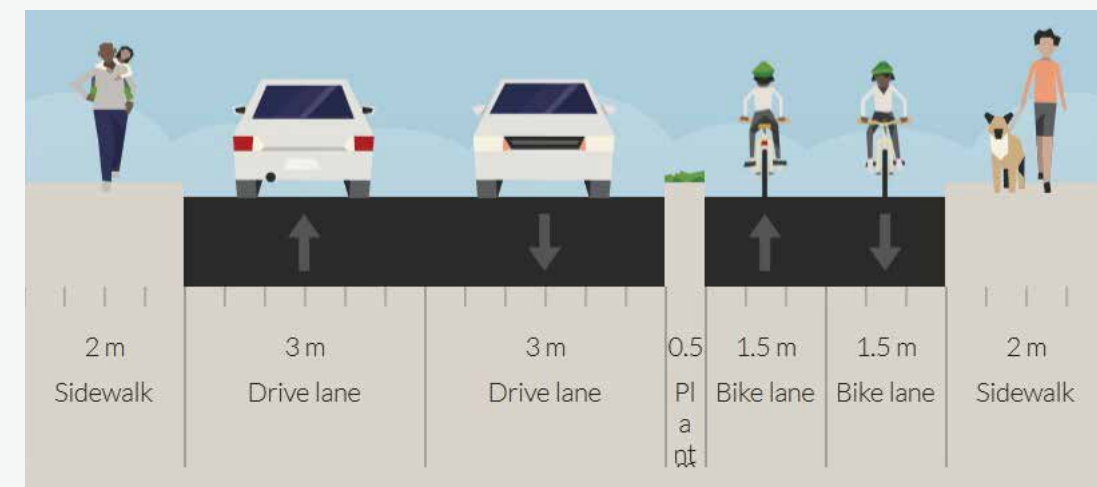 2 m
Sidewalk
3 m
Drive lane
3 m
Drive lane
0.5
Pl
a
nt
1.5 m
Bike lane
1.5 m
Bike lane
2 m
Sidewalk